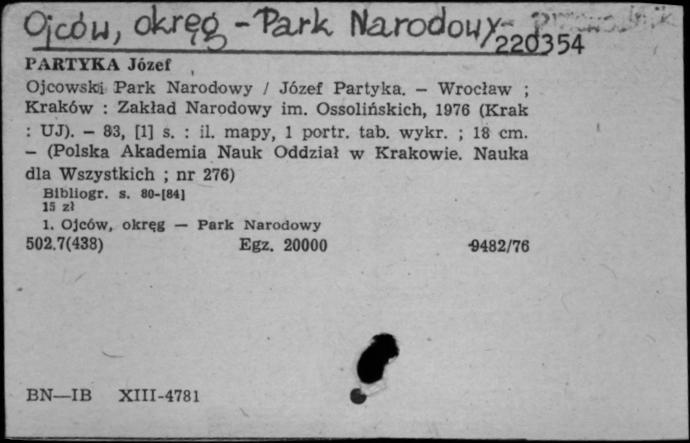 Ojców, okręg - Park Narodowy
220354
PARTYKA Józef
Ojcowski Park Narodowy / Józef Partyka. — Wrocław ;
Kraków : Zakład Narodowy im. Ossolińskich, 1976 (Krak
: UJ). — 83, [1] s. : il. mapy, 1 portr. tab. wykr. ; 18 cm.
— (Polska Akademia Nauk Oddział w Krakowie. Nauka
dla Wszystkich ; nr 276)
Bibliogr. s. 80-[84]
15 zł
1. Ojców, okręg — Park Narodowy
502.7(438) Egz. 20000 9482/76
BN—IB XIII-4781